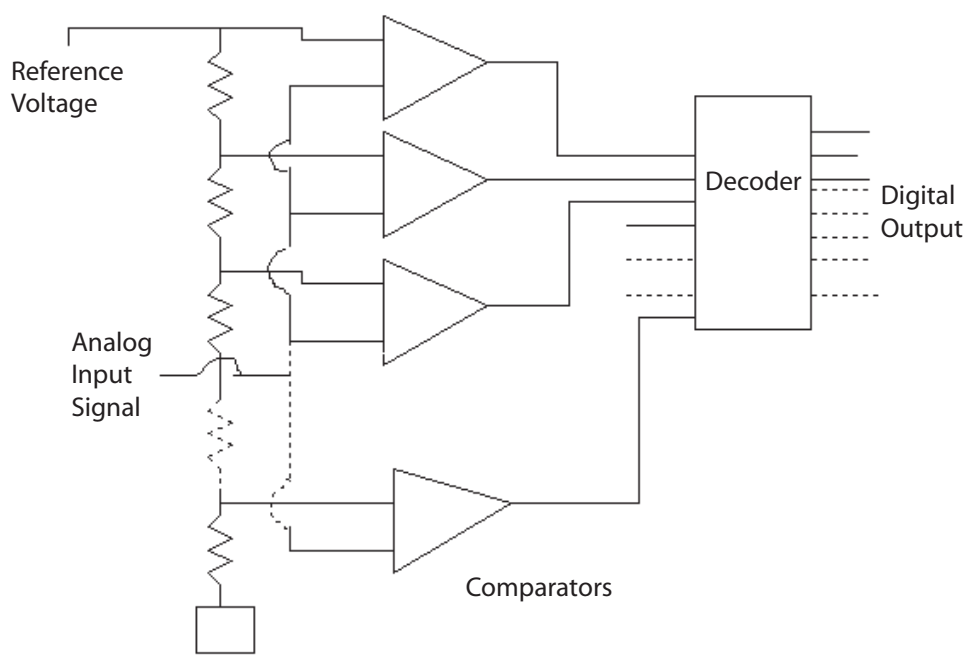 Reference
Voltage
Decoder
Digital
Output
Analog
Input
Signal
Comparators